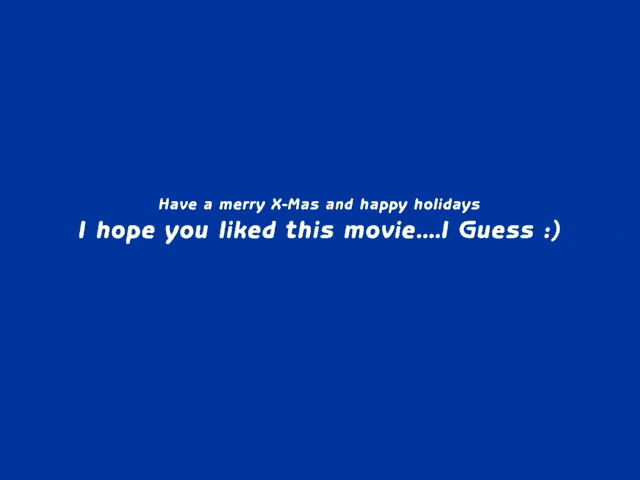 Have a merry X-Mas and happy holidays
I hope you liked this movie....I Guess :)